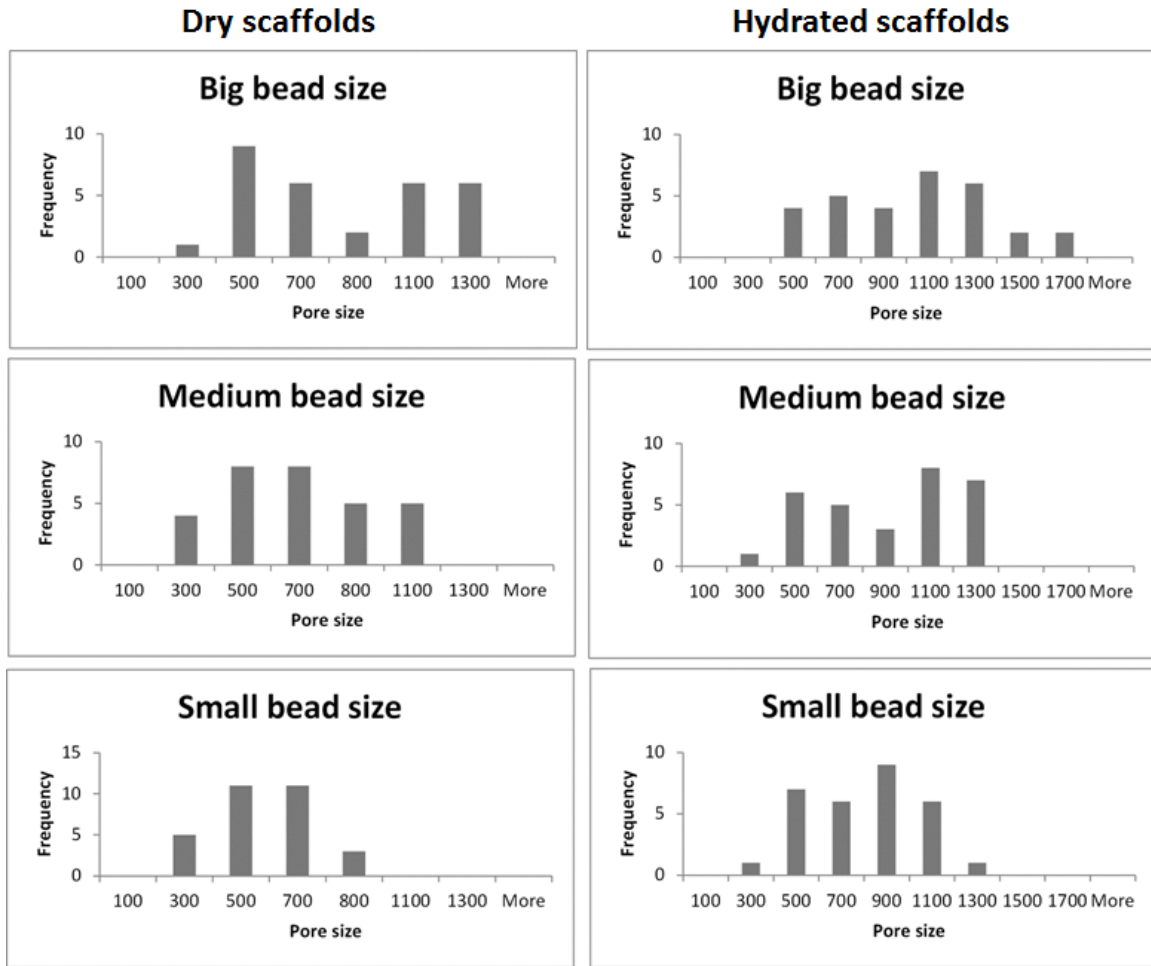 Dry scaffolds
Hydrated scaffolds
Big bead size
10
5
0
Frequency
100 300 500 700 800 1100 1300 More
Pore size
Big bead size
10
5
0
Frequency
100 300 500 700 900 1100 1300 1500 1700 More
Pore size
Medium bead size
10
5
0
Frequency
100 300 500 700 800 1100 1300 More
Pore size
Medium bead size
10
5
0
Frequency
100 300 500 700 900 1100 1300 1500 1700 More
Pore size
Small bead size
15
10
5
0
Frequency
100 300 500 700 800 1100 1300 More
Pore size
Small bead size
10
5
0
Frequency
100 300 500 700 900 1100 1300 1500 1700 More
Pore size